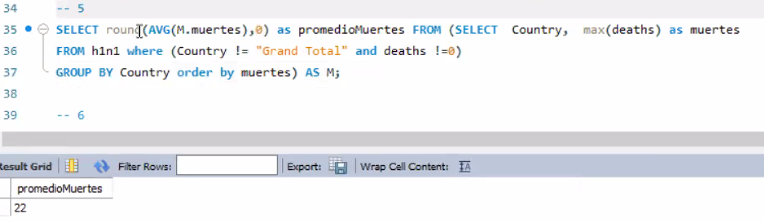 34 -- 5
35 SELECT round(AVG(M.muertes),0) as promedioMuertes FROM (SELECT Country, max(deaths) as muertes
36 FROM h1n1 where (Country != "Grand Total" and deaths !=0)
37 GROUP BY Country order by muertes) AS M;
38
39 -- 6
Result Grid Filter Rows: Export: Wrap Cell Content:
promedioMuertes
22